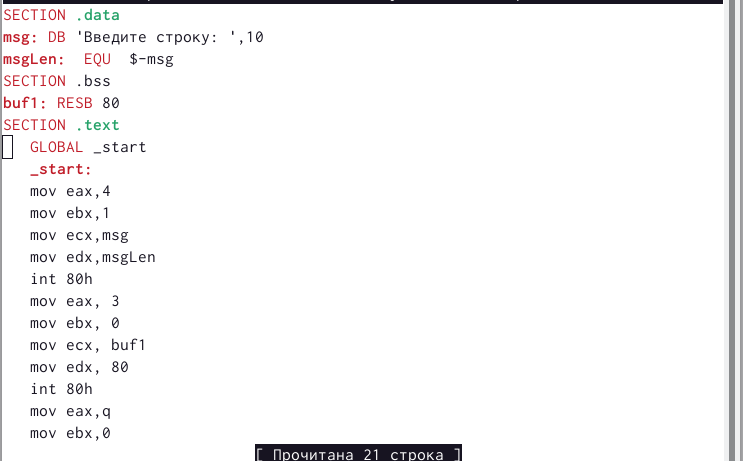 SECTION .data
msg: DB 'Введите строку: ',10
msgLen:  EQU  $-msg
SECTION .bss
buf1: RESB 80
SECTION .text
   GLOBAL _start
   _start:
   mov eax,4
   mov ebx,1
   mov ecx,msg
   mov edx,msgLen
   int 80h
   mov eax, 3
   mov ebx, 0
   mov ecx, buf1
   mov edx, 80
   int 80h
   mov eax,q
   mov ebx,0
[ Прочитана 21 строка ]